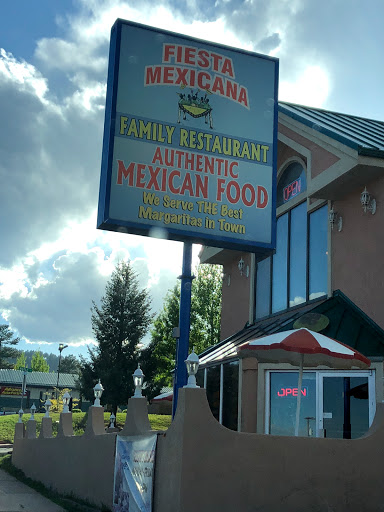 FIESTA
MEXICANA
FAMILY RESTAURANT
AUTHENTIC
MEXICAN FOOD
We Serve THE Best
Margaritas in Town
OPEN
OPEN